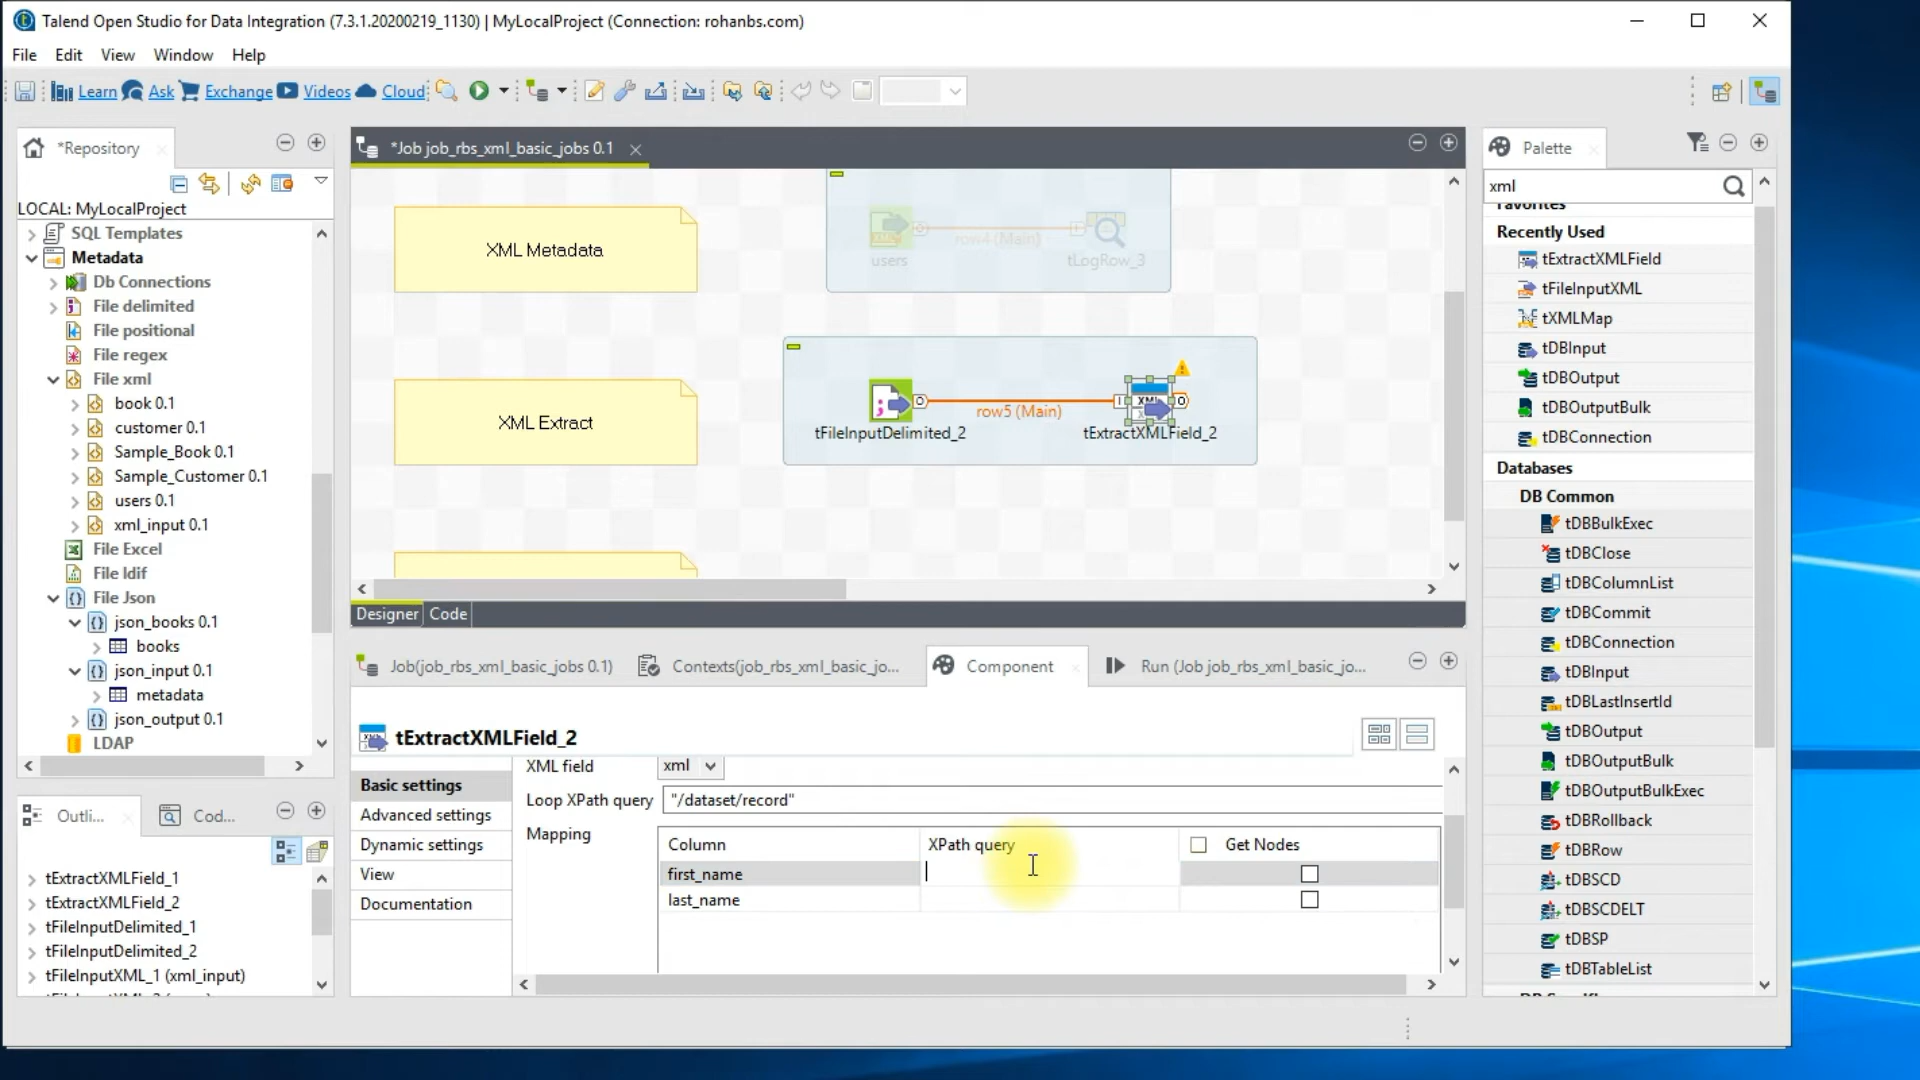 Talend Open Studio for Data Integration (7.3.1.20200219_1130) | MyLocalProject (Connection: rohanbs.com)
File Edit View Window Help
Learn Ask Exchange Videos Cloud
*Repository
LOCAL: MyLocalProject
SQL Templates
Metadata
Db Connections
File delimited
File positional
File regex
File xml
book 0.1
customer 0.1
Sample_Book 0.1
Sample_Customer 0.1
users 0.1
xml_input 0.1
File Excel
File ldif
File Json
json_books 0.1
books
json_input 0.1
metadata
json_output 0.1
LDAP
Outli...
Cod...
tExtractXMLField_1
tExtractXMLField_2
tFileInputDelimited_1
tFileInputDelimited_2
tFileInputXML_1 (xml_input)
*Job job_rbs_xml_basic_jobs 0.1
XML Metadata
row4 (Main)
users
tLogRow_3
XML Extract
row5 (Main)
tFileInputDelimited_2
tExtractXMLField_2
Designer
Code
Job(job_rbs_xml_basic_jobs 0.1)
Contexts(job_rbs_xml_basic_jo...
Component
Run (Job job_rbs_xml_basic_jo...
tExtractXMLField_2
Basic settings
Advanced settings
Dynamic settings
View
Documentation
XML field
xml
Loop XPath query
"/dataset/record"
Mapping
Column
XPath query
Get Nodes
first_name
last_name
Palette
xml
Favorites
Recently Used
tExtractXMLField
tFileInputXML
tXMLMap
tDBInput
tDBOutput
tDBOutputBulk
tDBConnection
Databases
DB Common
tDBBulkExec
tDBClose
tDBColumnList
tDBCommit
tDBConnection
tDBInput
tDBLastInsertId
tDBOutput
tDBOutputBulk
tDBOutputBulkExec
tDBRollback
tDBRow
tDBSCD
tDBSCDELT
tDBSP
tDBTableList